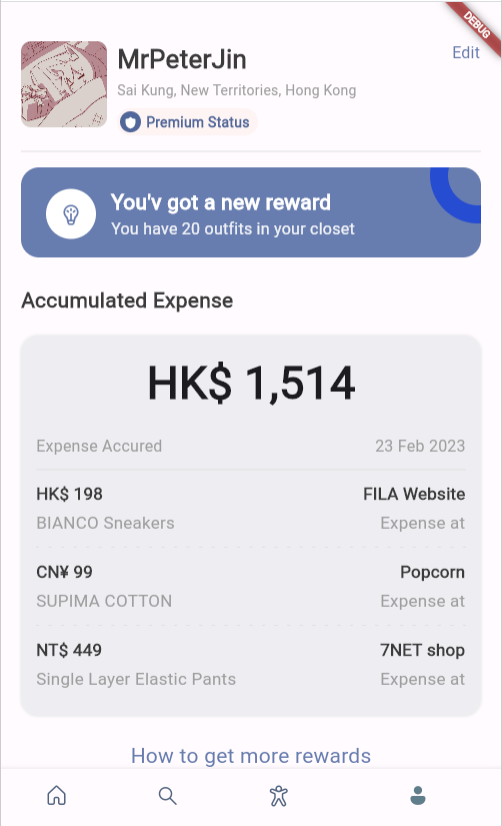 DEBUG
MrPeterJin
Edit
Sai Kung, New Territories, Hong Kong
Premium Status
You'v got a new reward
You have 20 outfits in your closet
Accumulated Expense
HK$ 1,514
Expense Accured
23 Feb 2023
HK$ 198
FILA Website
BIANCO Sneakers
Expense at
CN¥ 99
Popcorn
SUPIMA COTTON
Expense at
NT$ 449
7NET shop
Single Layer Elastic Pants
Expense at
How to get more rewards